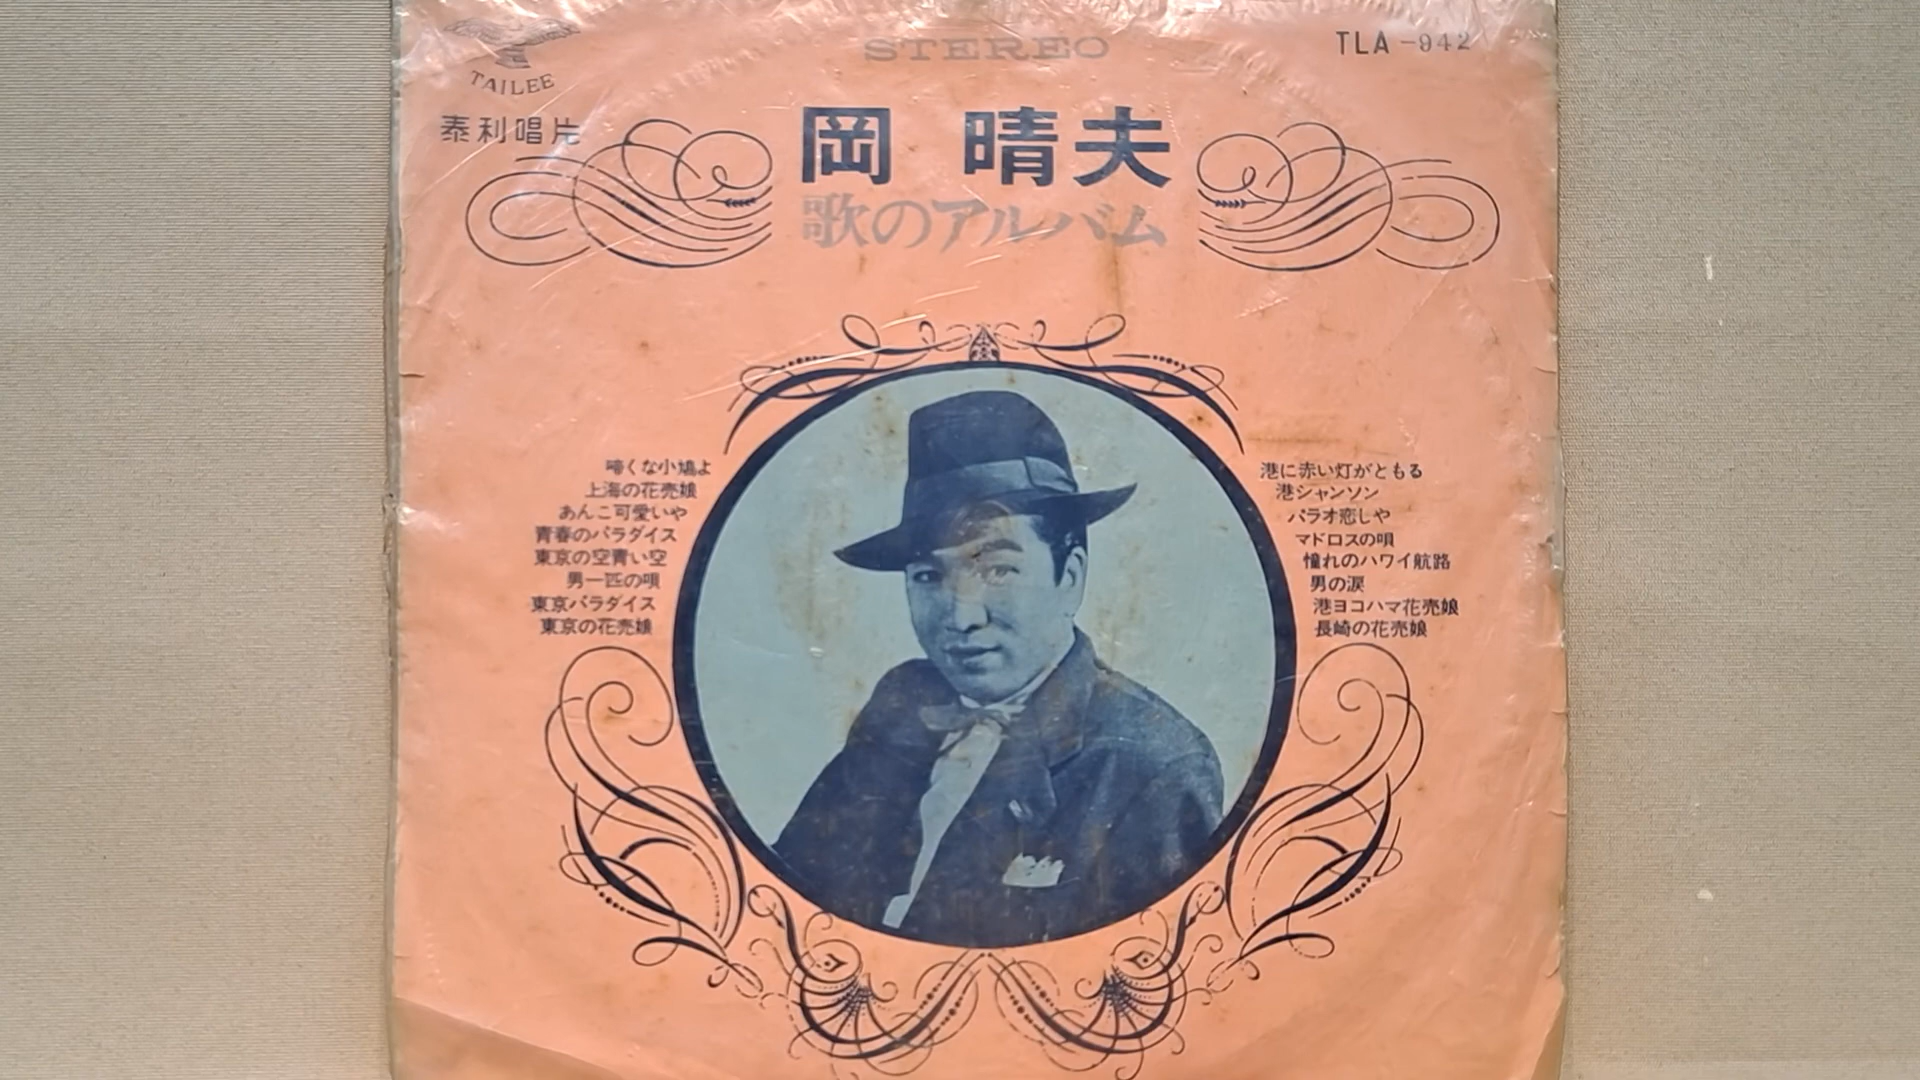 STEREO
TLA-942
TAILEE
泰利唱片
岡 晴夫
歌のアルバム
啼くな小鳩よ
上海の花売娘
あんこ可愛いや
青春のパラダイス
東京の空青い空
男一匹の唄
東京パラダイス
東京の花売娘
港に赤い灯がともる
港シャンソン
パラオ恋しや
マドロスの唄
憧れのハワイ航路
男の涙
港ヨコハマ花売娘
長崎の花売娘